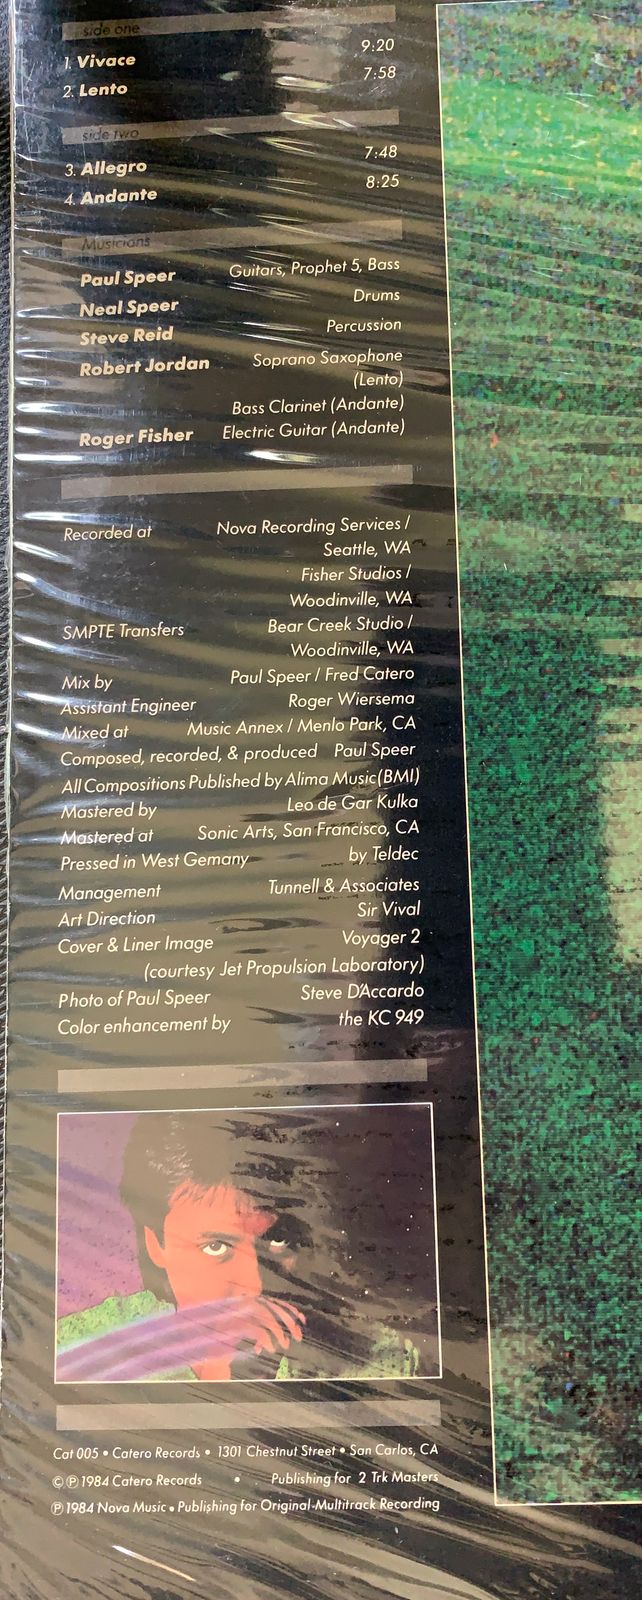 side one
1. Vivace 9:20
2. Lento 7:58
side two
3. Allegro 7:48
4. Andante 8:25
Musicians
Paul Speer Guitars, Prophet 5, Bass
Neal Speer Drums
Steve Reid Percussion
Robert Jordan Soprano Saxophone
(Lento)
Bass Clarinet (Andante)
Roger Fisher Electric Guitar (Andante)
Recorded at Nova Recording Services /
Seattle, WA
Fisher Studios /
Woodinville, WA
SMPTE Transfers Bear Creek Studio /
Woodinville, WA
Mix by Paul Speer / Fred Catero
Assistant Engineer Roger Wiersema
Mixed at Music Annex / Menlo Park, CA
Composed, recorded, & produced Paul Speer
All Compositions Published by Alima Music (BMI)
Mastered by Leo de Gar Kulka
Mastered at Sonic Arts, San Francisco, CA
Pressed in West Gemany by Teldec
Management Tunnell & Associates
Art Direction Sir Vival
Cover & Liner Image Voyager 2
(courtesy Jet Propulsion Laboratory)
Photo of Paul Speer Steve D'Accardo
Color enhancement by the KC 949
Cat 005 • Catero Records • 1301 Chestnut Street • San Carlos, CA
© ℗ 1984 Catero Records • Publishing for 2 Trk Masters
℗ 1984 Nova Music • Publishing for Original-Multitrack Recording